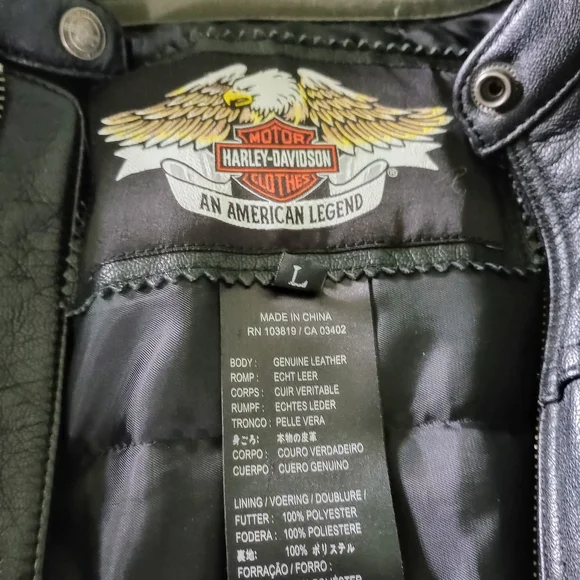 MOTOR
HARLEY-DAVIDSON
CLOTHES
®
AN AMERICAN LEGEND
L
MADE IN CHINA
RN 103819 / CA 03402
BODY : GENUINE LEATHER
ROMP : ECHT LEER
CORPS : CUIR VERITABLE
RUMPF : ECHTES LEDER
TRONCO : PELLE VERA
身ごろ : 本物の皮革
CORPO : COURO VERDADEIRO
CUERPO : CUERO GENUINO
LINING / VOERING / DOUBLURE /
FUTTER : 100% POLYESTER
FODERA : 100% POLIESTERE
裏地: 100% ポリステル
FORRAÇÃO / FORRO :